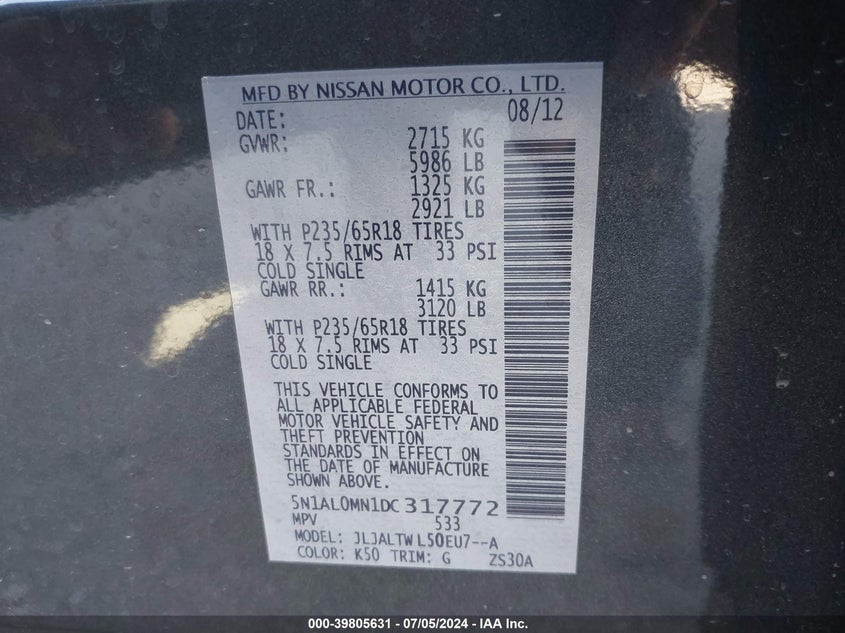 MFD BY NISSAN MOTOR CO., LTD.
DATE: 08/12
GVWR: 2715 KG
5986 LB
GAWR FR.: 1325 KG
2921 LB
WITH P235/65R18 TIRES
18 X 7.5 RIMS AT 33 PSI
COLD SINGLE
GAWR RR.: 1415 KG
3120 LB
WITH P235/65R18 TIRES
18 X 7.5 RIMS AT 33 PSI
COLD SINGLE
THIS VEHICLE CONFORMS TO
ALL APPLICABLE FEDERAL
MOTOR VEHICLE SAFETY AND
THEFT PREVENTION
STANDARDS IN EFFECT ON
THE DATE OF MANUFACTURE
SHOWN ABOVE.
5N1AL0MN1DC317772
MPV 533
MODEL: JLJALTWL50EU7--A
COLOR: K50 TRIM: G ZS30A
000-39805631 - 07/05/2024 - IAA Inc.